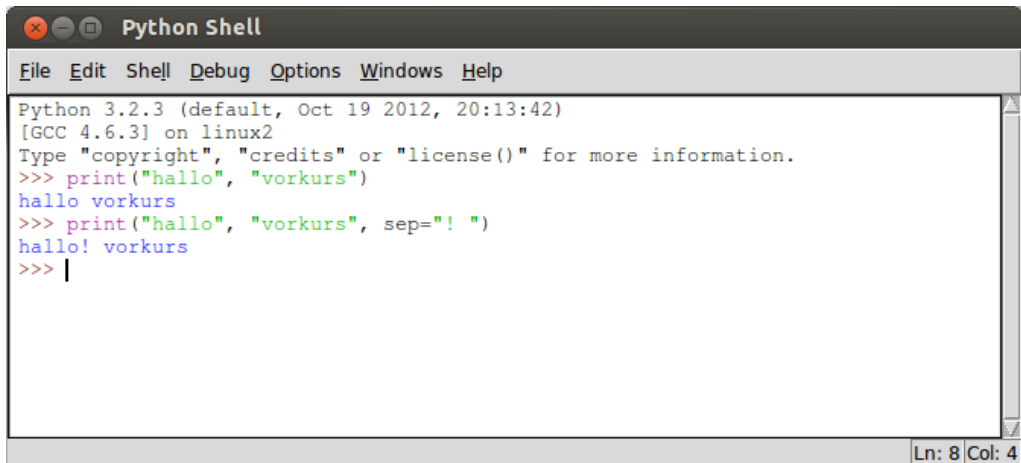 Python Shell
File Edit Shell Debug Options Windows Help
Python 3.2.3 (default, Oct 19 2012, 20:13:42)
[GCC 4.6.3] on linux2
Type "copyright", "credits" or "license()" for more information.
>>> print("hallo", "vorkurs")
hallo vorkurs
>>> print("hallo", "vorkurs", sep="! ")
hallo! vorkurs
>>>
Ln: 8 Col: 4